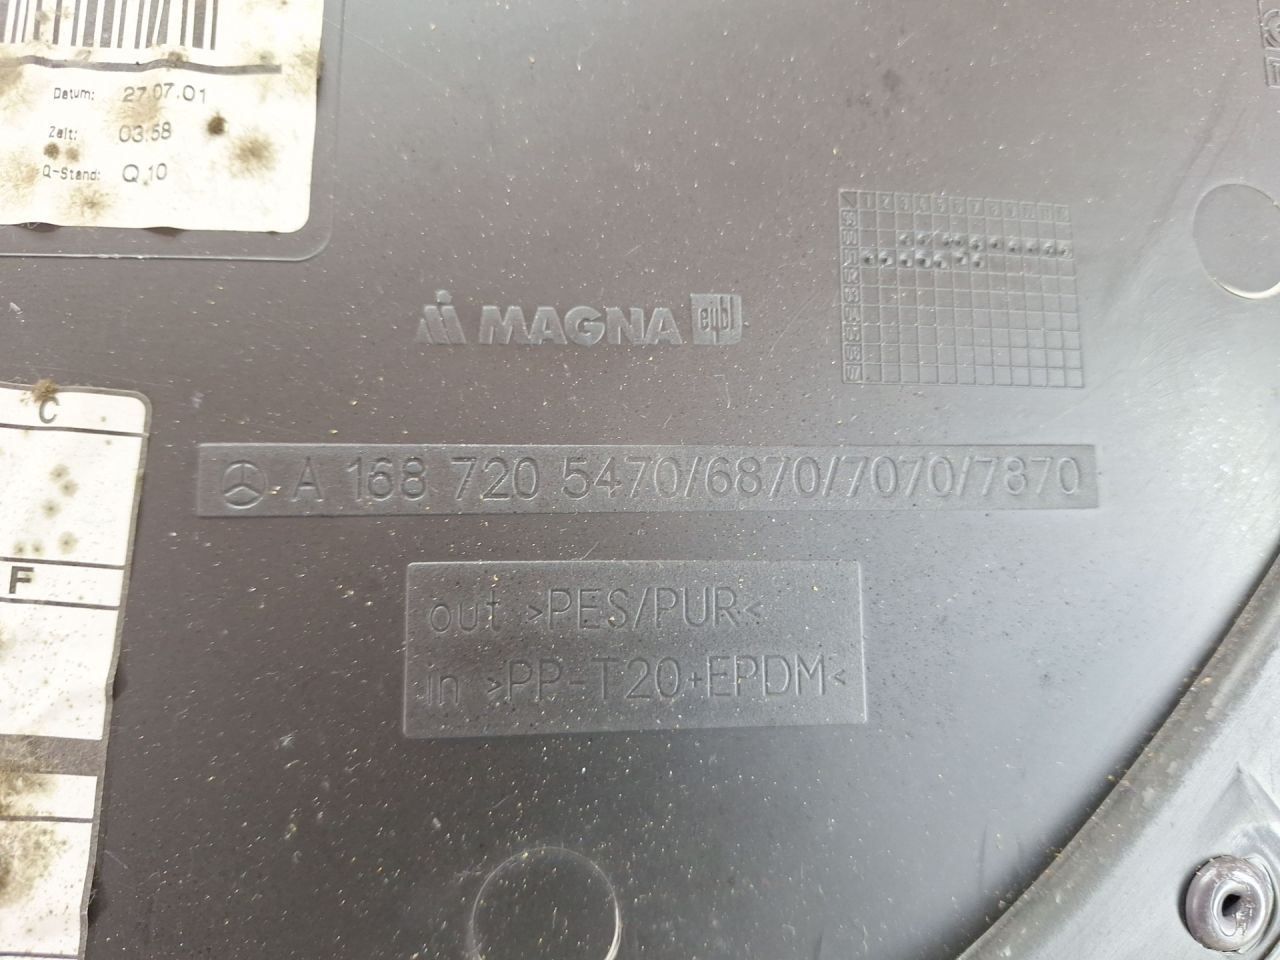 Datum: 27.07.01
Zeit: 03:58
Q-Stand: Q 10
MAGNA eybl
A 168 720 5470/6870/7070/7870
C
F
out >PES/PUR<
in >PP-T20+EPDM<